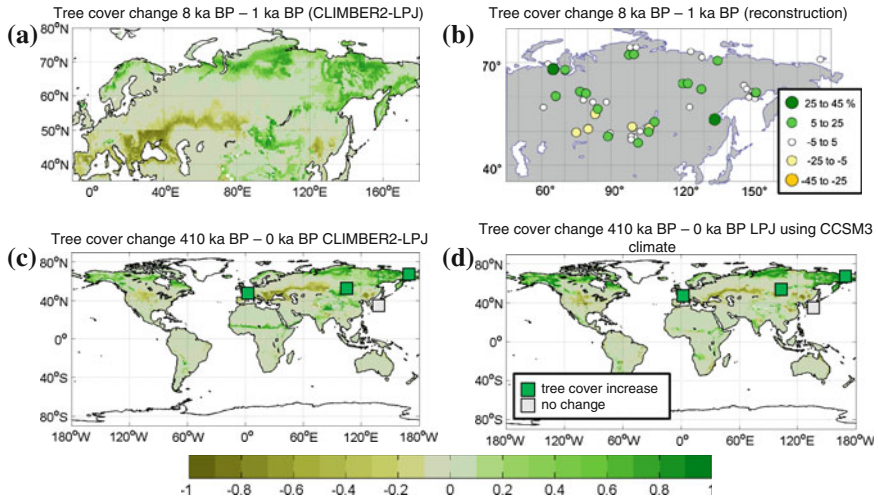 Tree cover change 8 ka BP – 1 ka BP (CLIMBER2-LPJ)
(a)
80°N
70°N
60°N
50°N
40°N
0°
40°E
80°E
120°E
160°E
Tree cover change 8 ka BP – 1 ka BP (reconstruction)
(b)
70°
40°
60°
90°
120°
150°
25 to 45 %
5 to 25
-5 to 5
-25 to -5
-45 to -25
Tree cover change 410 ka BP – 0 ka BP CLIMBER2-LPJ
(c)
80°N
40°N
0°
40°S
80°S
180°W
120°W
60°W
0°
60°E
120°E
180°W
Tree cover change 410 ka BP – 0 ka BP LPJ using CCSM3
climate
(d)
80°N
40°N
0°
40°S
80°S
180°W
120°W
60°W
0°
60°E
120°E
180°W
tree cover increase
no change
-1 -0.8 -0.6 -0.4 -0.2 0 0.2 0.4 0.6 0.8 1